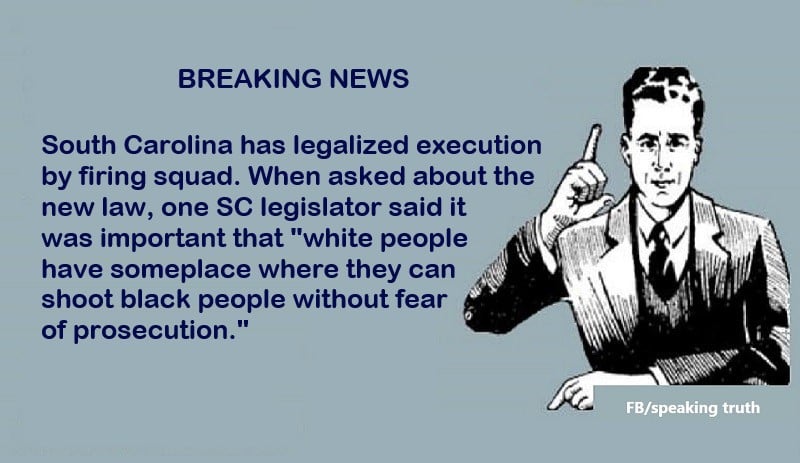 BREAKING NEWS
South Carolina has legalized execution
by firing squad. When asked about the
new law, one SC legislator said it
was important that "white people
have someplace where they can
shoot black people without fear
of prosecution."
FB/speaking truth